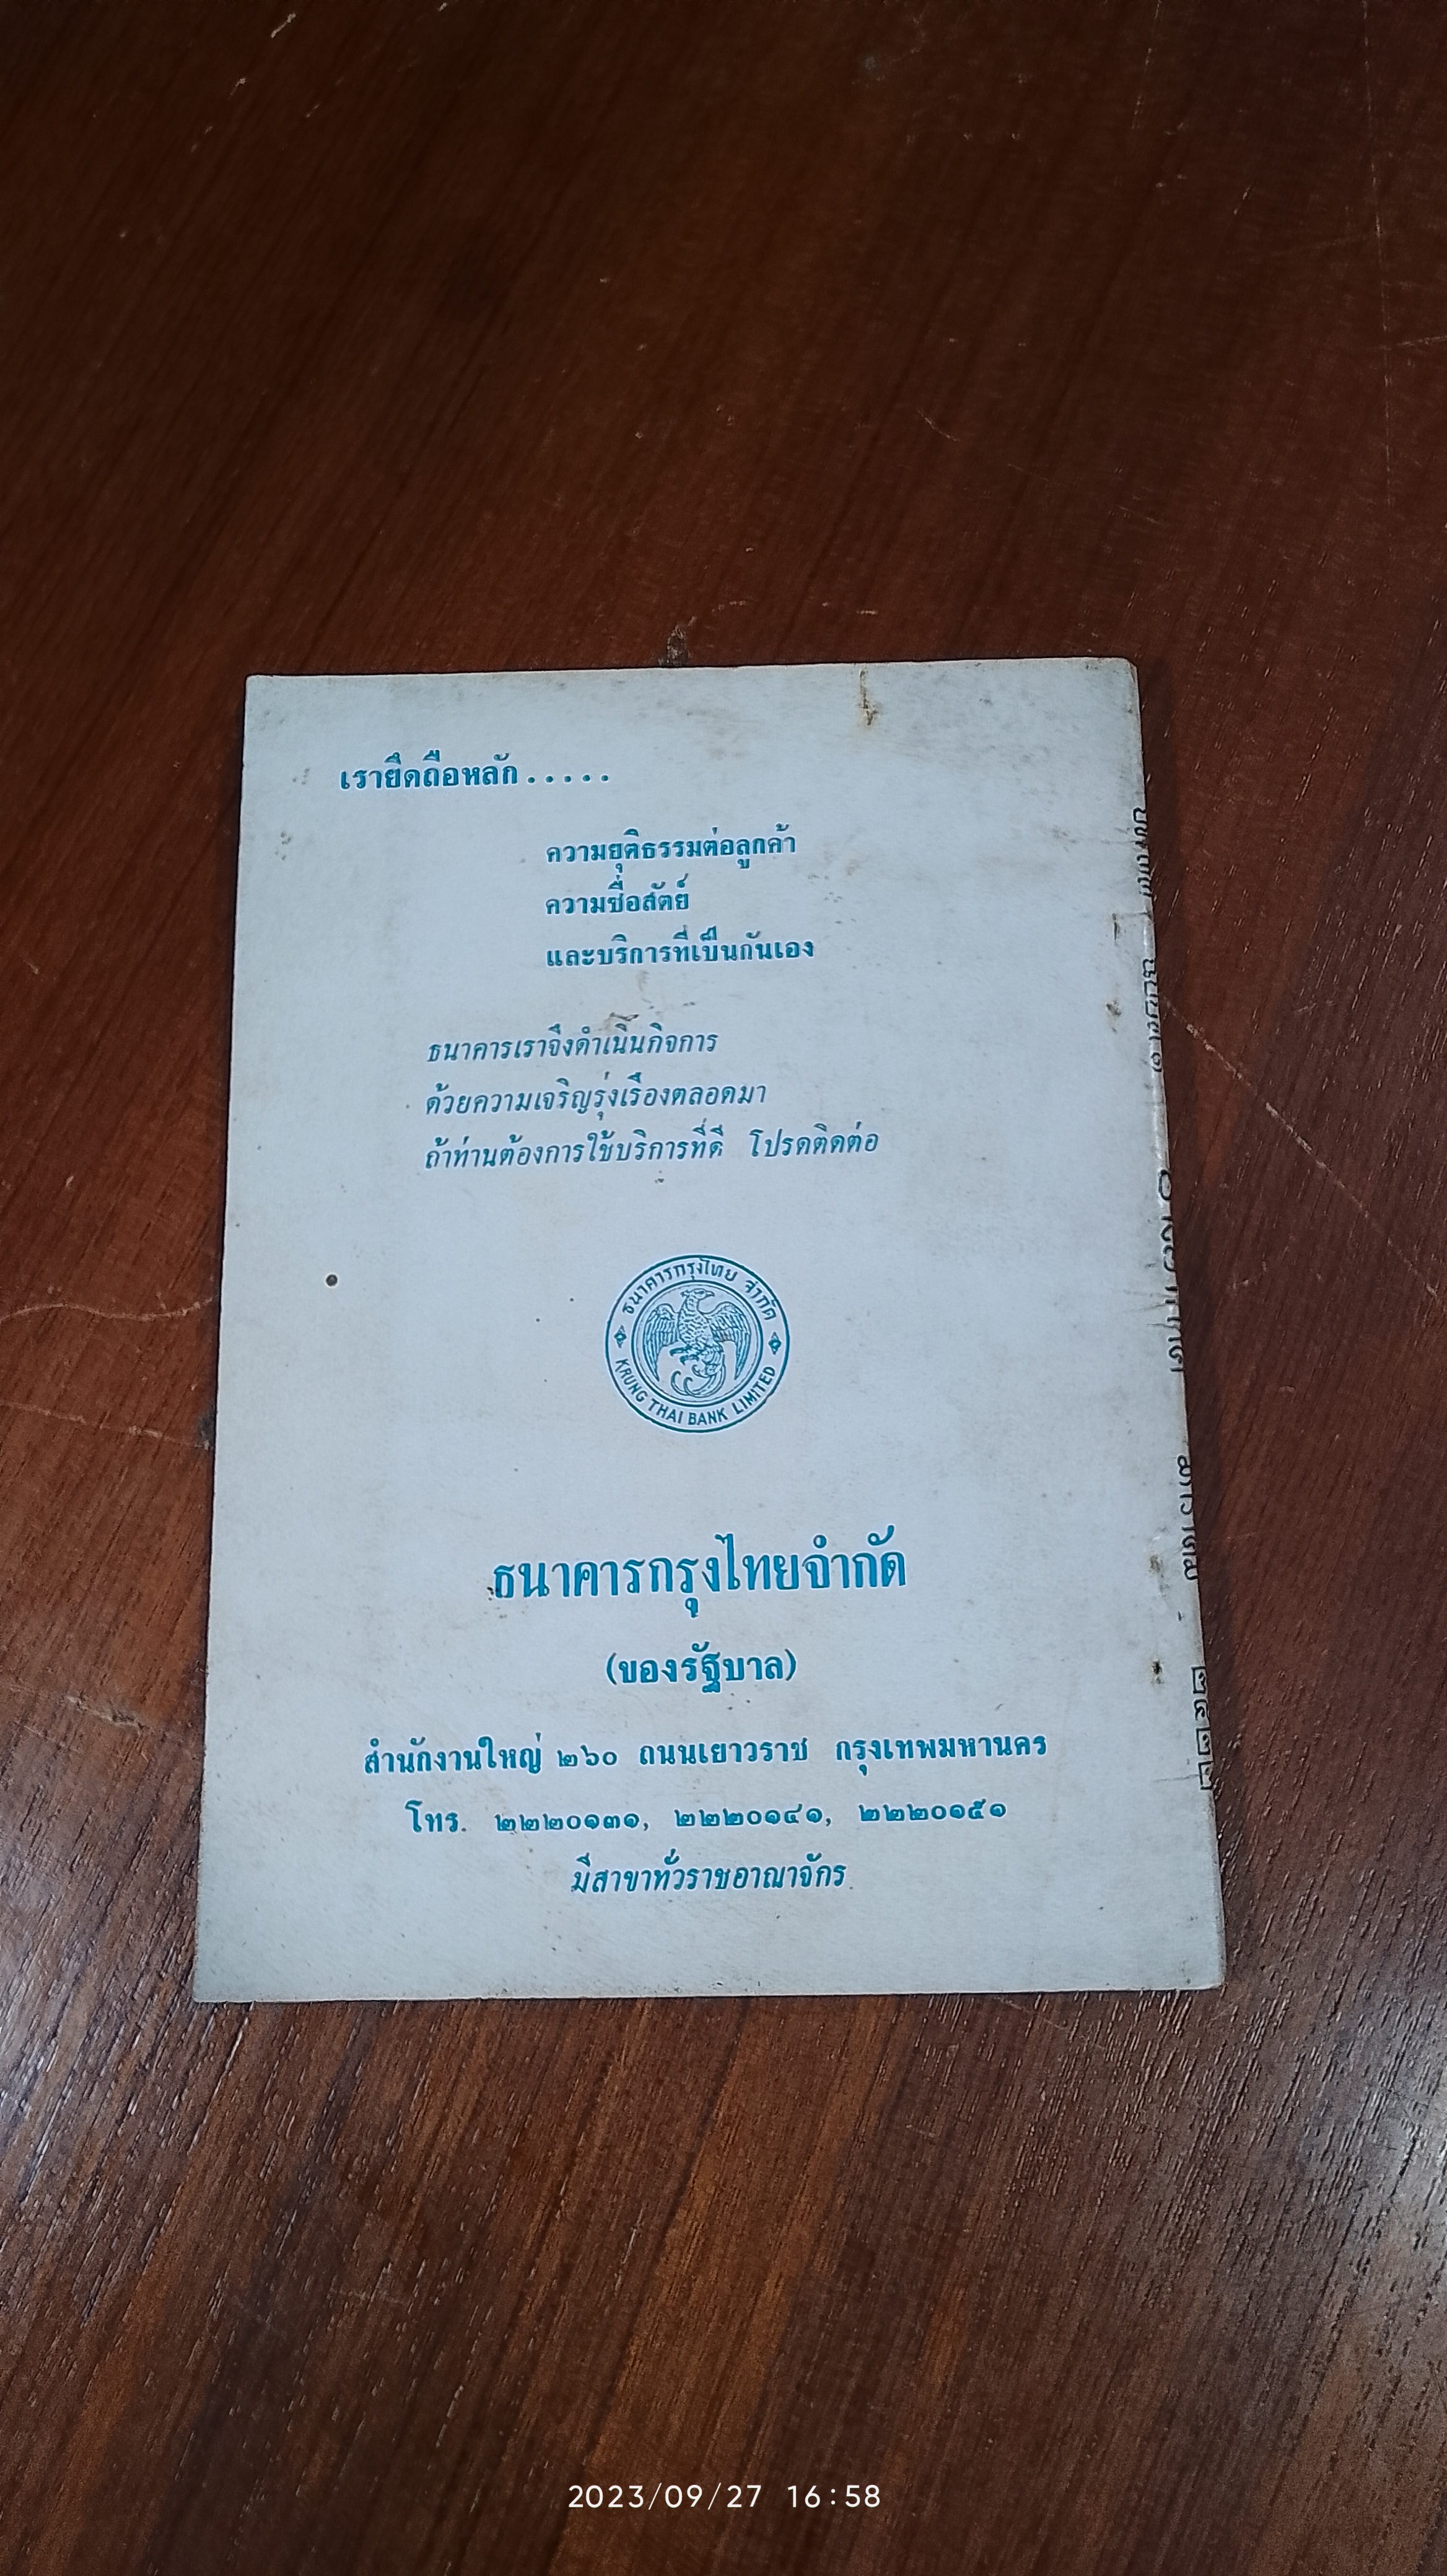 เรายึดถือหลัก.....
ความยุติธรรมต่อลูกค้า
ความซื่อสัตย์
และบริการที่เป็นกันเอง
ธนาคารเราจึงดำเนินกิจการ
ด้วยความเจริญรุ่งเรืองตลอดมา
ถ้าท่านต้องการใช้บริการที่ดี โปรดติดต่อ
ธนาคารกรุงไทย จำกัด
KRUNG THAI BANK LIMITED
ธนาคารกรุงไทยจำกัด
(ของรัฐบาล)
สำนักงานใหญ่ ๒๖๐ ถนนเยาวราช กรุงเทพมหานคร
โทร. ๒๒๒๐๑๓๑, ๒๒๒๐๑๔๑, ๒๒๒๐๑๕๑
มีสาขาทั่วราชอาณาจักร
2023/09/27 16:58